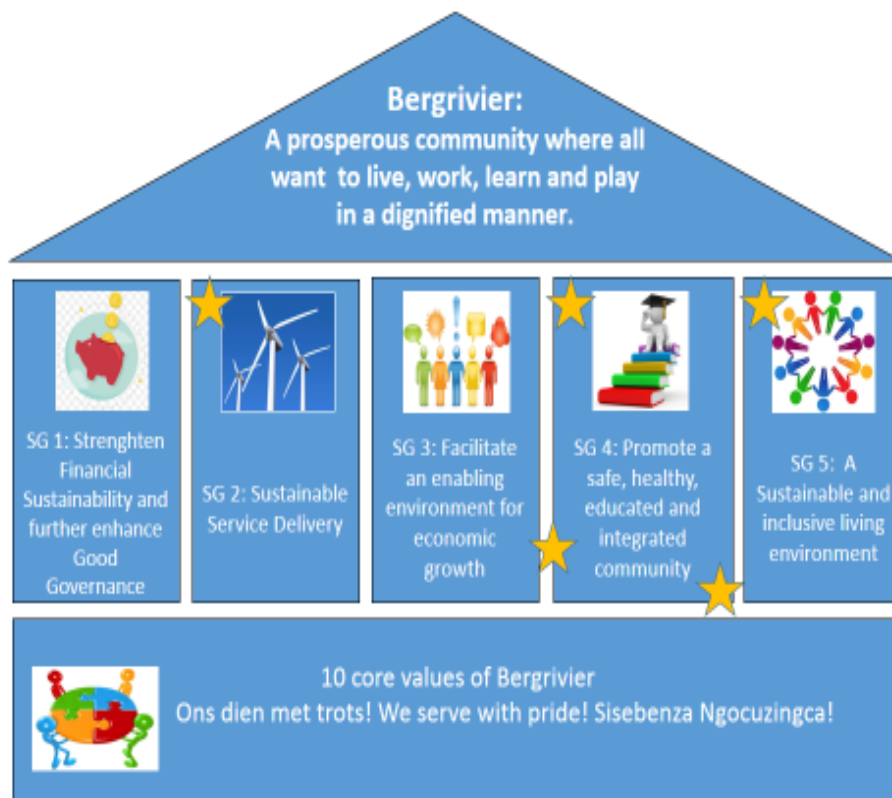 Bergrivier:
A prosperous community where all
want to live, work, learn and play
in a dignified manner.
SG 1: Strenghten
Financial
Sustainability and
further enhance
Good
Governance
SG 2: Sustainable
Service Delivery
SG 3: Facilitate
an enabling
environment for
economic
growth
SG 4: Promote a
safe, healthy,
educated and
integrated
community
SG 5: A
Sustainable and
inclusive living
environment
10 core values of Bergrivier
Ons dien met trots! We serve with pride! Sisebenza Ngocuzingca!